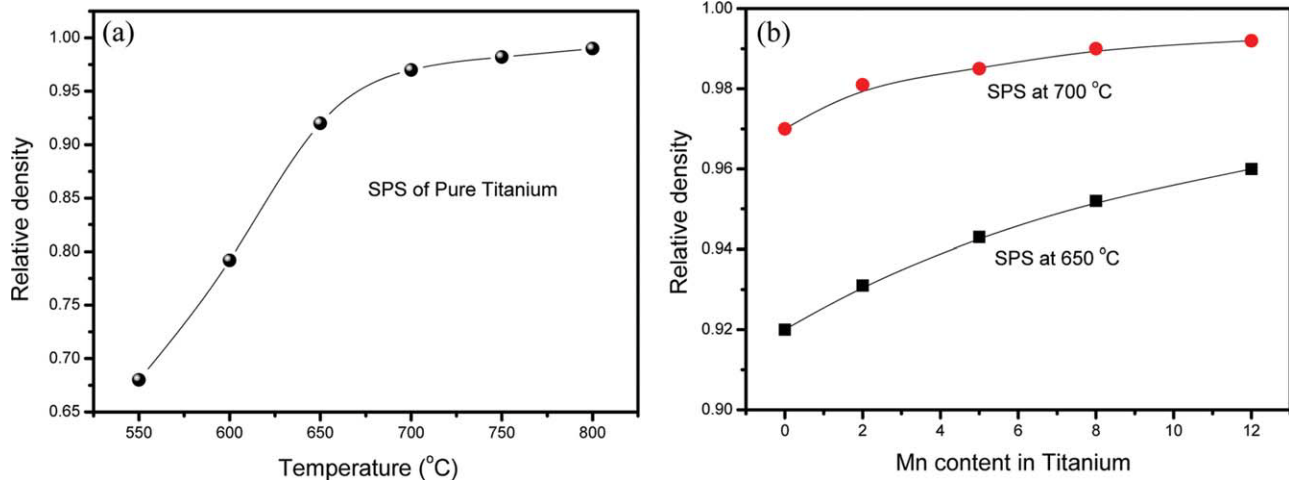 (a)
1.00
0.95
0.90
0.85
0.80
0.75
0.70
0.65
Relative density
SPS of Pure Titanium
550 600 650 700 750 800
Temperature (°C)
(b)
1.00
0.98
0.96
0.94
0.92
0.90
Relative density
SPS at 700 °C
SPS at 650 °C
0 2 4 6 8 10 12
Mn content in Titanium